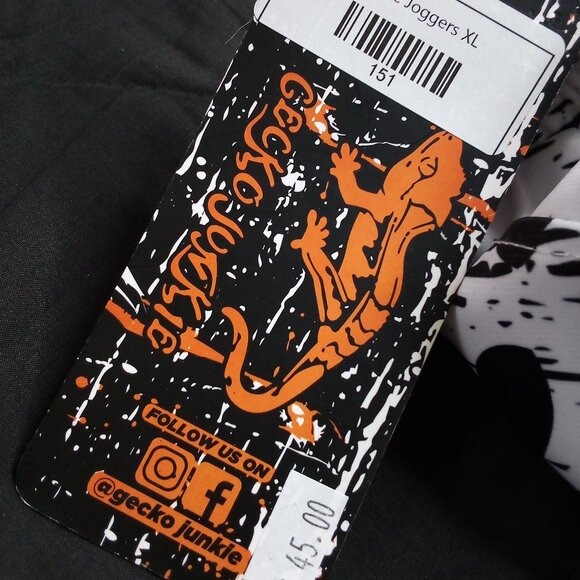 Joggers XL
151
GECKO JUNKIE
FOLLOW US ON
@gecko junkie
45.00